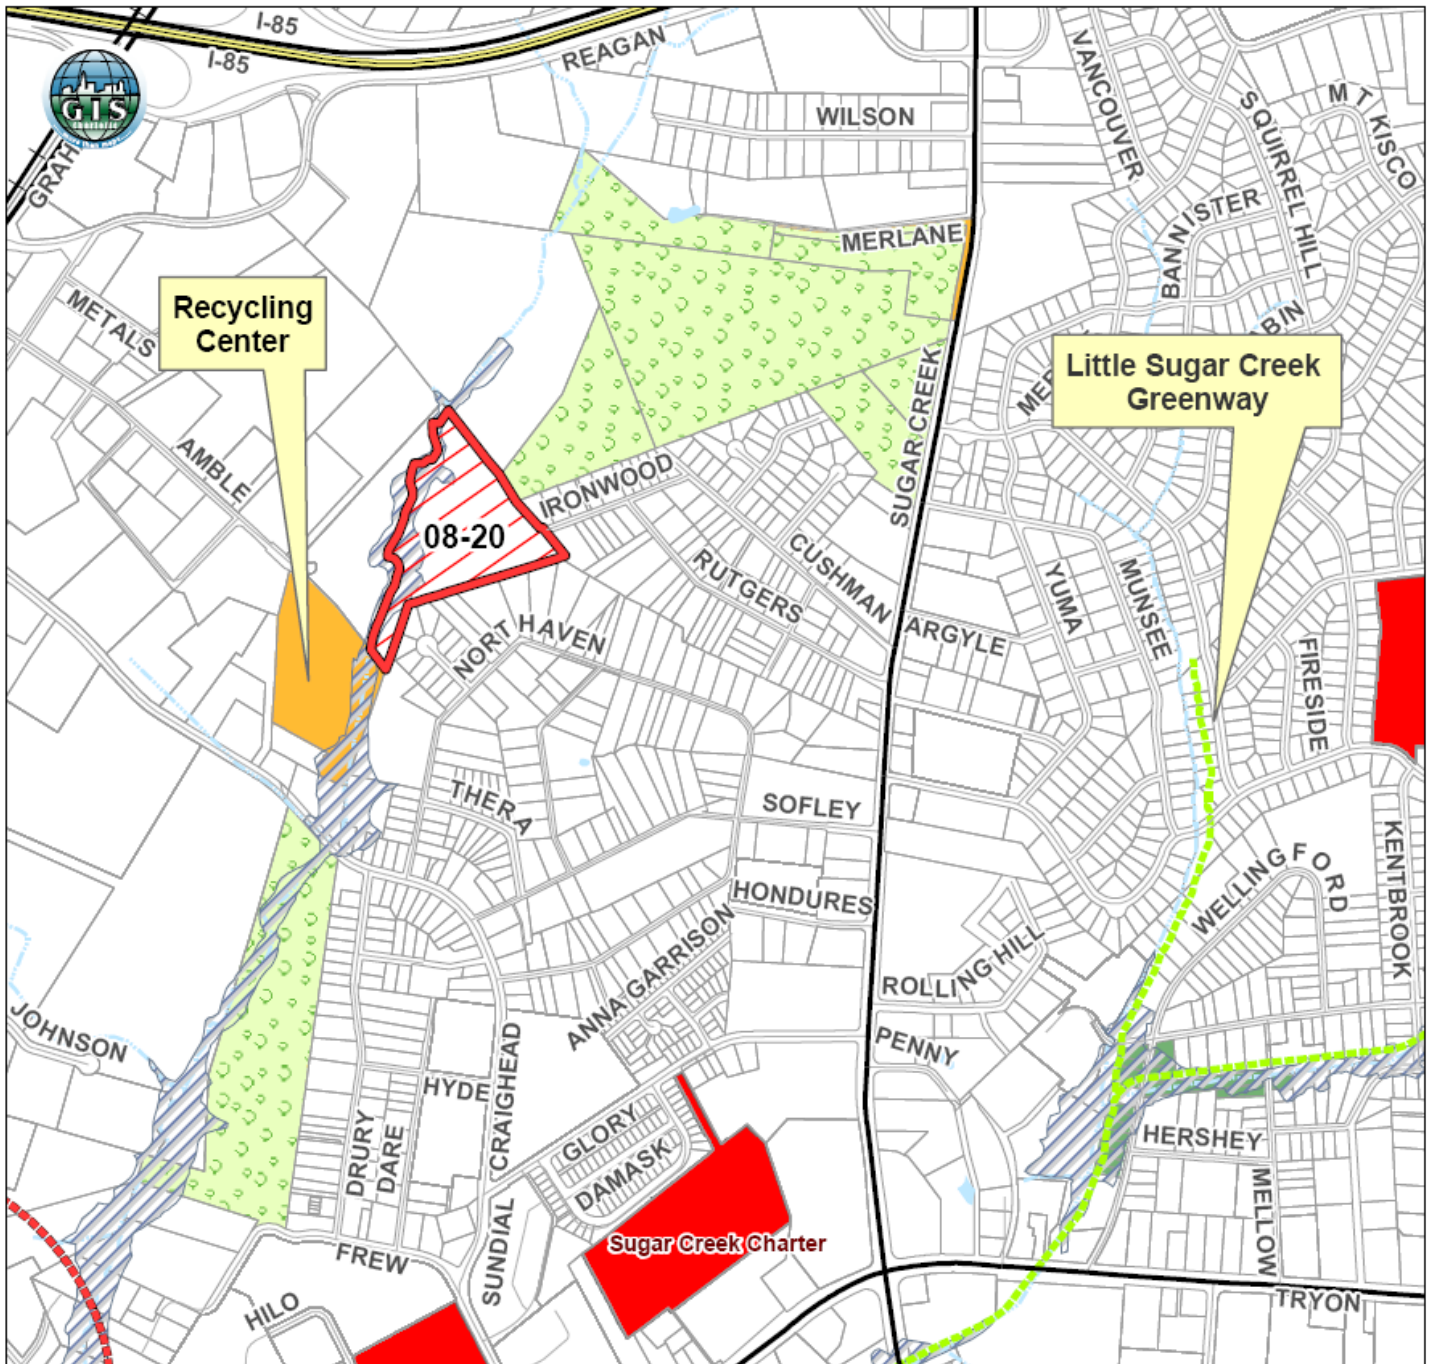 I-85
I-85
REAGAN
VANCOUVER
SQUIRREL HILL
MT KISCO
WILSON
GIS
GRAH
BANNISTER
MERLANE
METALS
Recycling
Center
ABIN
Little Sugar Creek
Greenway
MER
SUGAR CREEK
AMBLE
IRONWOOD
08-20
CUSHMAN
RUTGERS
YUMA
MUNSEE
ARGYLE
NORTHAVEN
FIRESIDE
THERA
SOFLEY
KENTBROOK
WELLINGFORD
HONDURES
ANNA GARRISON
ROLLING HILL
JOHNSON
PENNY
CRAIGHEAD
HYDE
GLORY
DRURY
DARE
HERSHEY
DAMASK
MELLOW
SUNDIAL
Sugar Creek Charter
FREW
HILO
TRYON